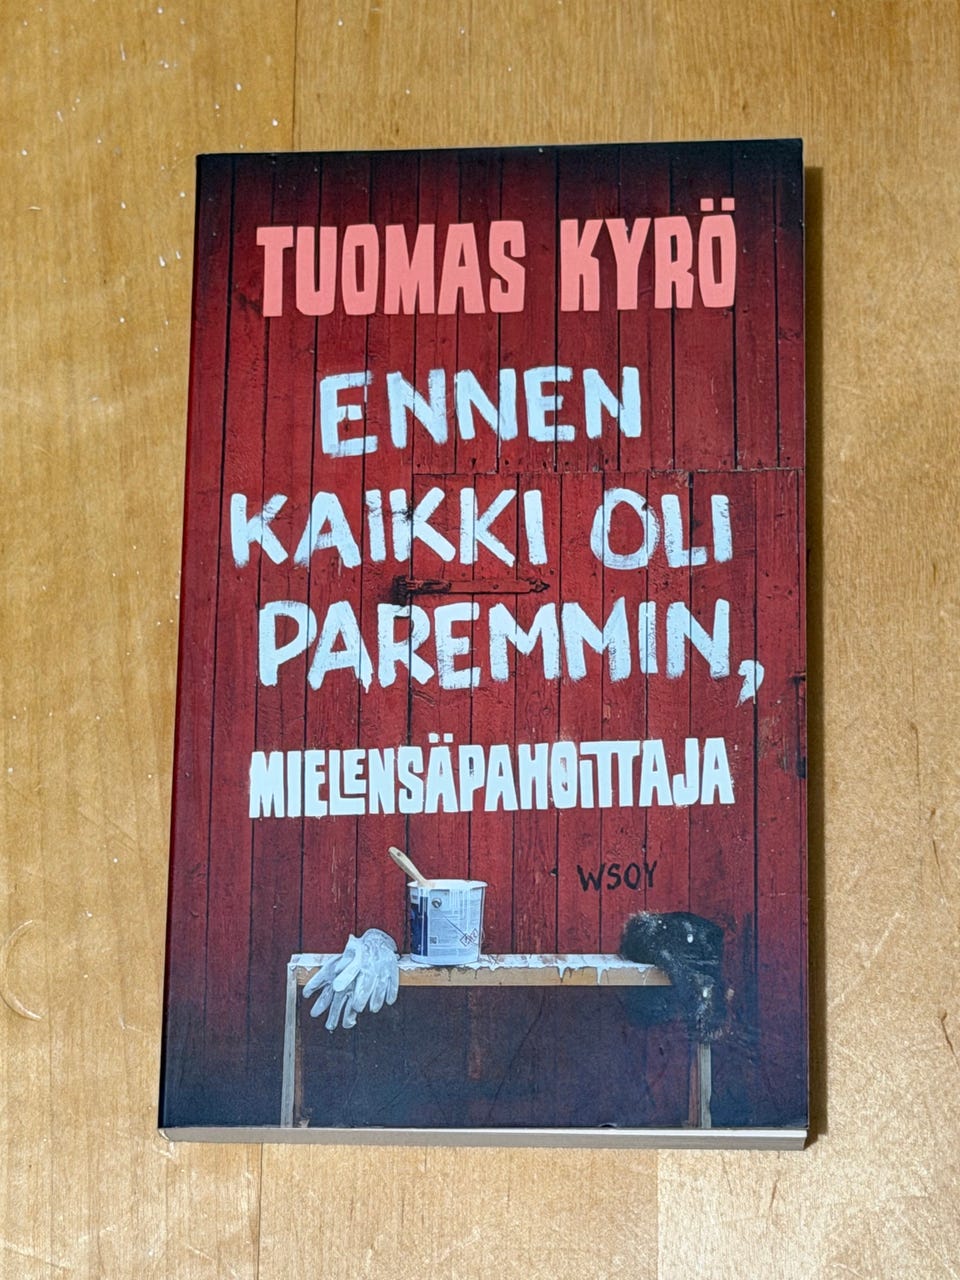 TUOMAS KYRÖ
ENNEN
KAIKKI OLI
PAREMMIN,
MIELENSÄPAHOITTAJA
WSOY